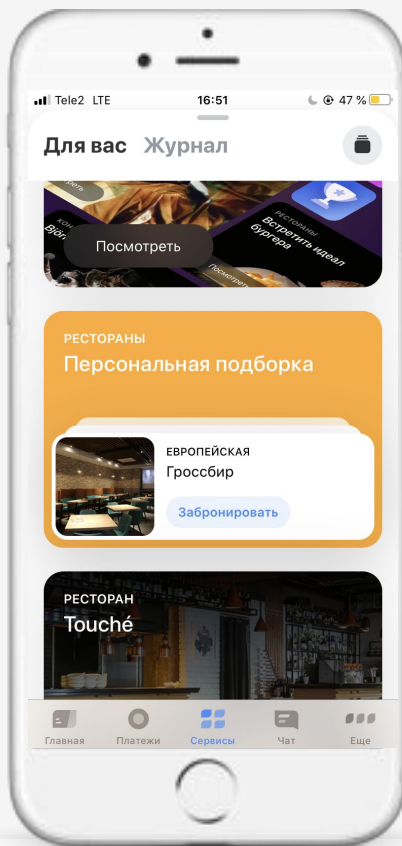 Tele2 LTE 16:51 47 %
Для вас Журнал
РЕСТОРАНЫ
Встретить идеал
бургера
Посмотреть
Посмотреть
РЕСТОРАНЫ
Персональная подборка
ЕВРОПЕЙСКАЯ
Гроссбир
Забронировать
РЕСТОРАН
Touché
Главная Платежи Сервисы Чат Еще